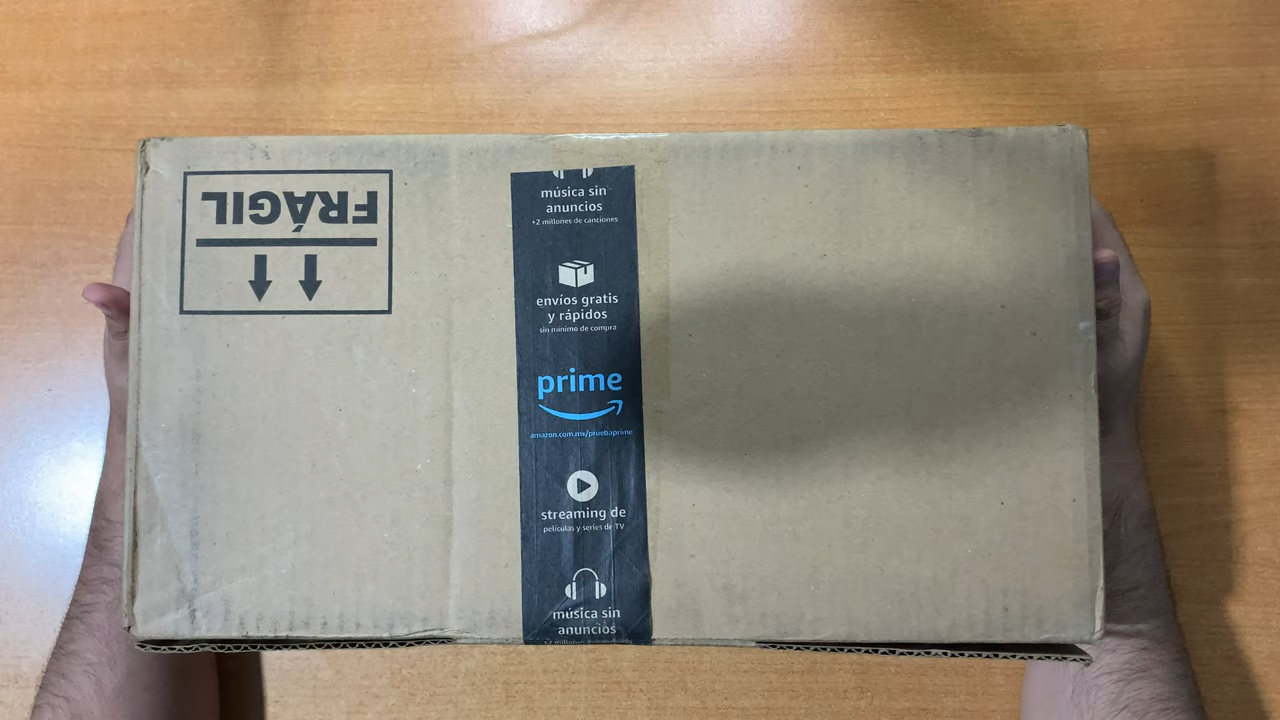 FRÁGIL
música sin
anuncios
+2 millones de canciones
envíos gratis
y rápidos
sin mínimo de compra
prime
amazon.com.mx/pruebaprime
streaming de
películas y series de TV
música sin
anuncios